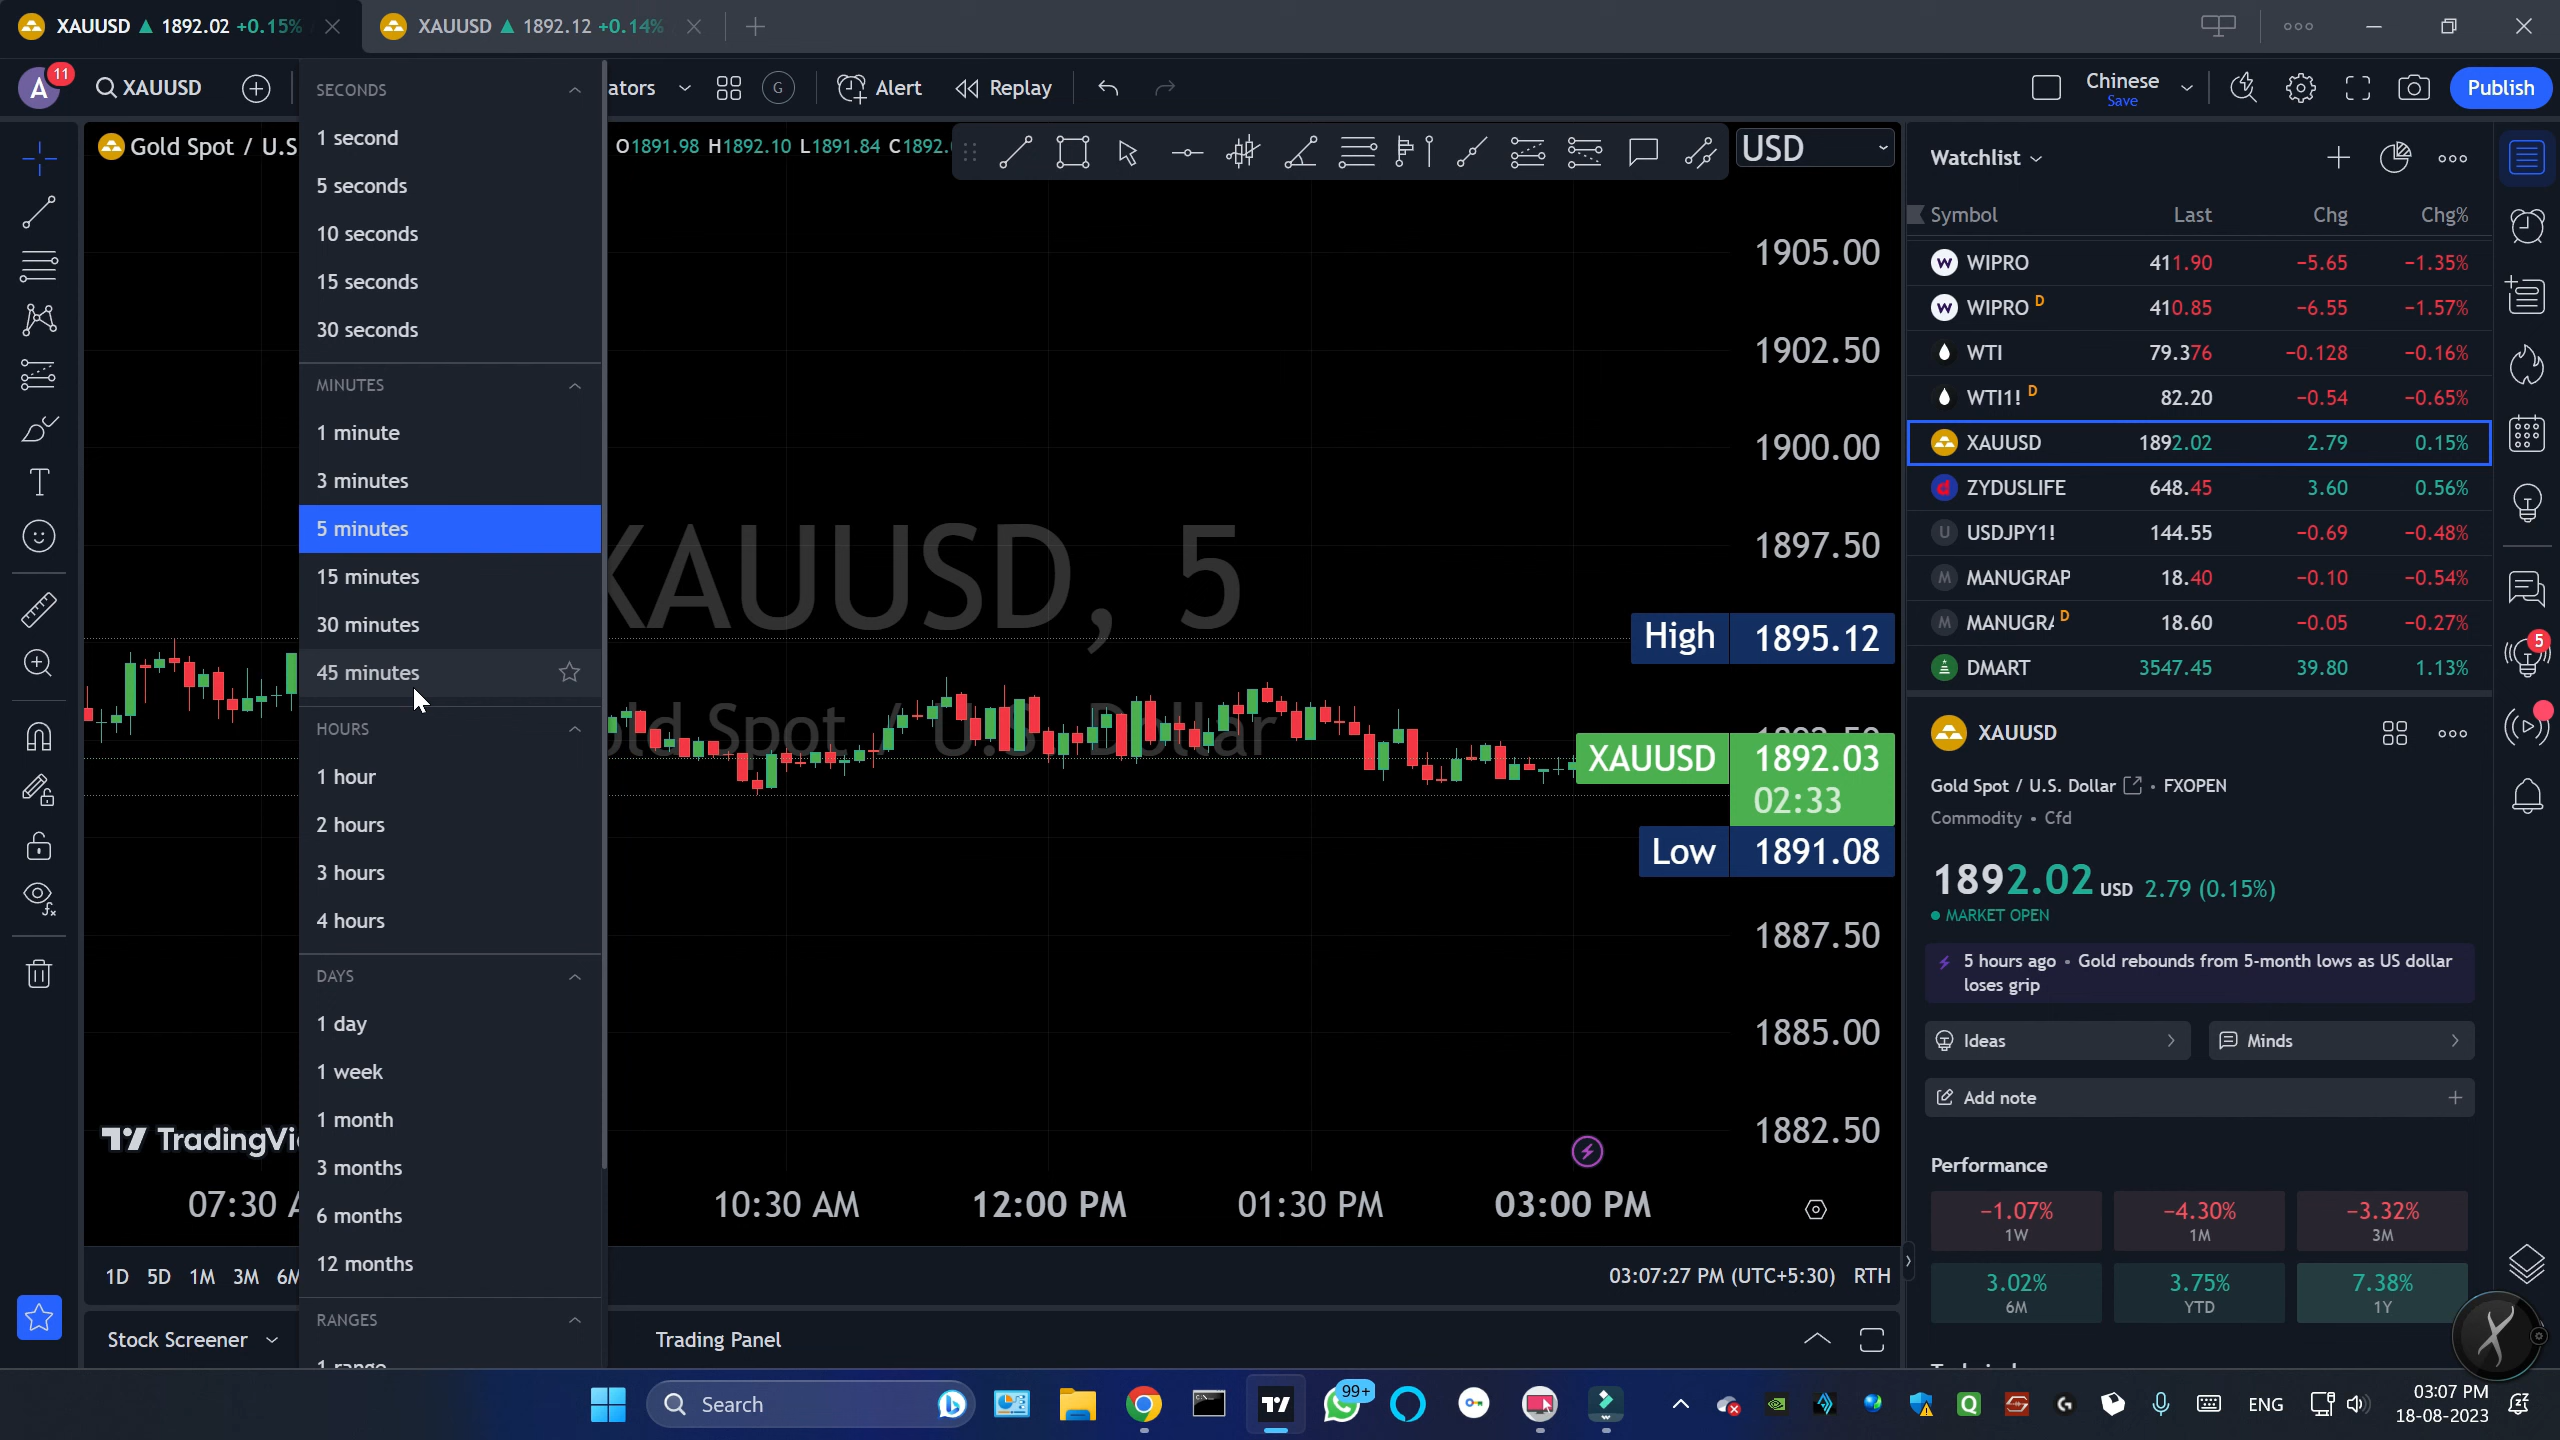 XAUUSD ▲ 1892.02 +0.15%
XAUUSD ▲ 1892.12 +0.14%
A 11 XAUUSD
ators
G
Alert
Replay
Chinese
Save
Publish
SECONDS
1 second
5 seconds
10 seconds
15 seconds
30 seconds
MINUTES
1 minute
3 minutes
5 minutes
15 minutes
30 minutes
45 minutes
HOURS
1 hour
2 hours
3 hours
4 hours
DAYS
1 day
1 week
1 month
3 months
6 months
12 months
RANGES
1 range
Gold Spot / U.S
O1891.98 H1892.10 L1891.84 C1892.
USD
XAUUSD, 5
Gold Spot / U.S. Dollar
1905.00
1902.50
1900.00
1897.50
High 1895.12
XAUUSD 1892.03
02:33
Low 1891.08
1887.50
1885.00
1882.50
TradingVi
07:30 A
10:30 AM
12:00 PM
01:30 PM
03:00 PM
1D 5D 1M 3M 6M
03:07:27 PM (UTC+5:30) RTH
Stock Screener
Trading Panel
Watchlist
Symbol Last Chg Chg%
WIPRO 411.90 −5.65 −1.35%
WIPRO D 410.85 −6.55 −1.57%
WTI 79.376 −0.128 −0.16%
WTI1! D 82.20 −0.54 −0.65%
XAUUSD 1892.02 2.79 0.15%
ZYDUSLIFE 648.45 3.60 0.56%
U USDJPY1! 144.55 −0.69 −0.48%
M MANUGRAP 18.40 −0.10 −0.54%
M MANUGRA D 18.60 −0.05 −0.27%
DMART 3547.45 39.80 1.13%
5
XAUUSD
Gold Spot / U.S. Dollar • FXOPEN
Commodity • Cfd
1892.02 USD 2.79 (0.15%)
MARKET OPEN
5 hours ago • Gold rebounds from 5-month lows as US dollar
loses grip
Ideas
Minds
Add note
Performance
−1.07% −4.30% −3.32%
1W 1M 3M
3.02% 3.75% 7.38%
6M YTD 1Y
Search
99+
ENG
03:07 PM
18-08-2023